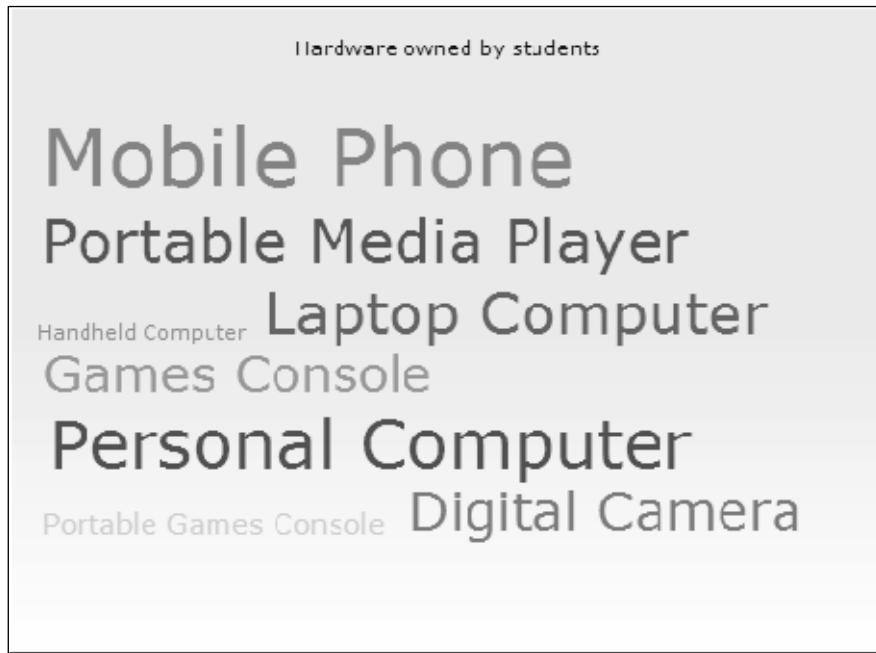 Hardware owned by students
Mobile Phone
Portable Media Player
Handheld Computer Laptop Computer
Games Console
Personal Computer
Portable Games Console Digital Camera